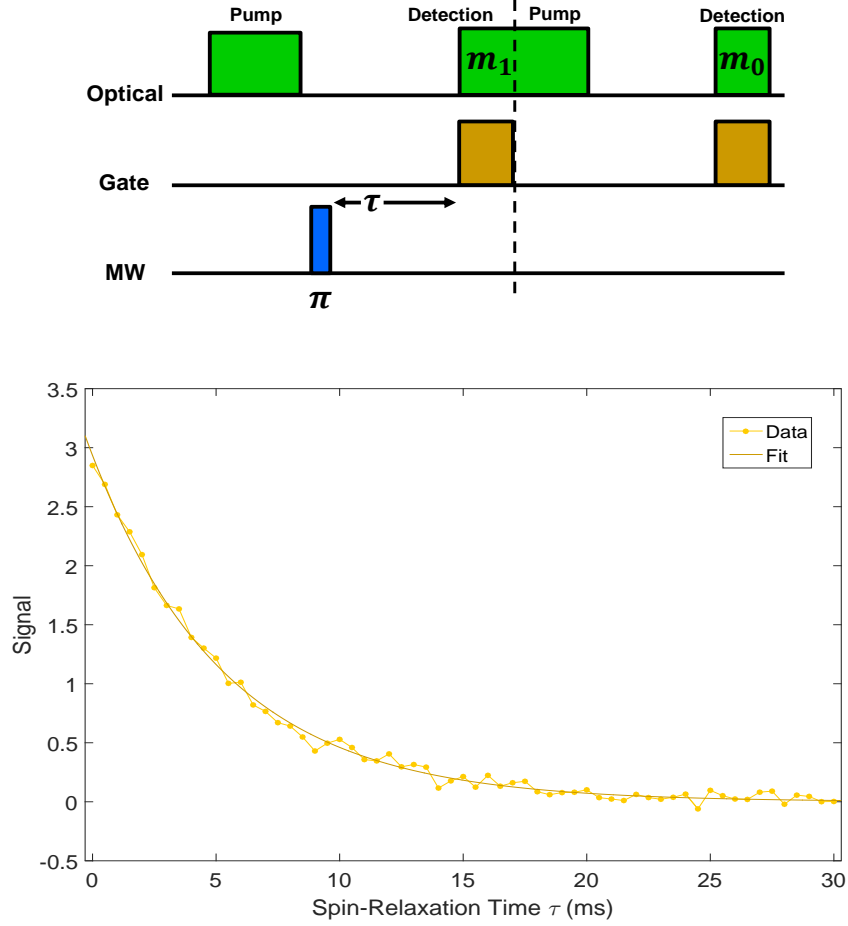 Pump Detection Pump Detection
Optical m₁ m₀
Gate
τ
MW
π
3.5
3
2.5
2
1.5
1
0.5
0
-0.5
Signal
Data
Fit
0 5 10 15 20 25 30
Spin-Relaxation Time τ (ms)